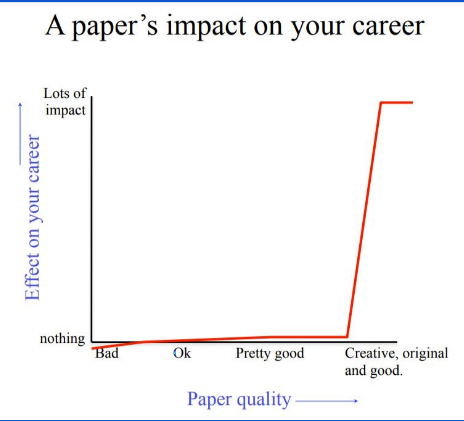 A paper's impact on your career
Lots of
impact
Effect on your career
nothing
Bad
Ok
Pretty good
Creative, original
and good.
Paper quality